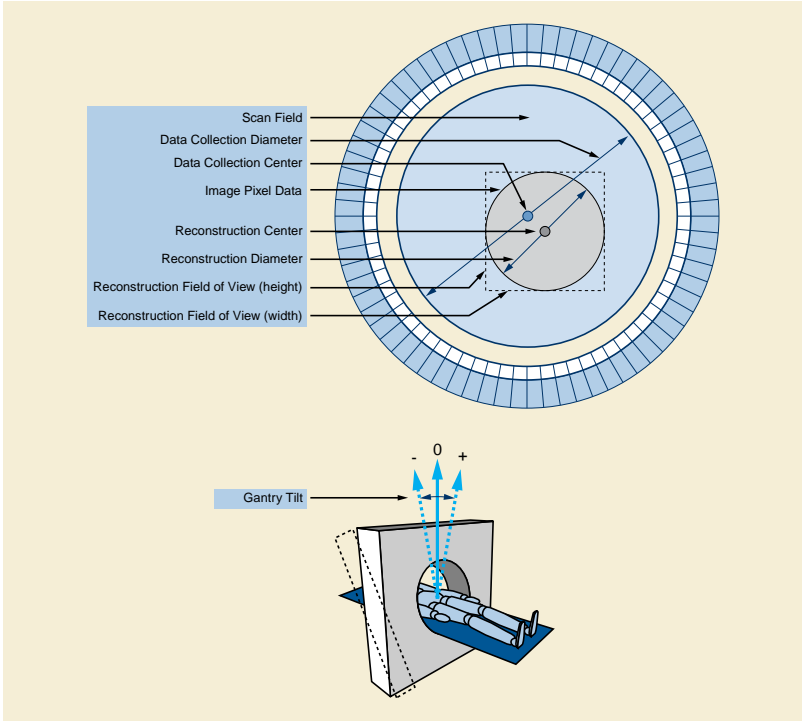 Scan Field
Data Collection Diameter
Data Collection Center
Image Pixel Data
Reconstruction Center
Reconstruction Diameter
Reconstruction Field of View (height)
Reconstruction Field of View (width)
- 0 +
Gantry Tilt